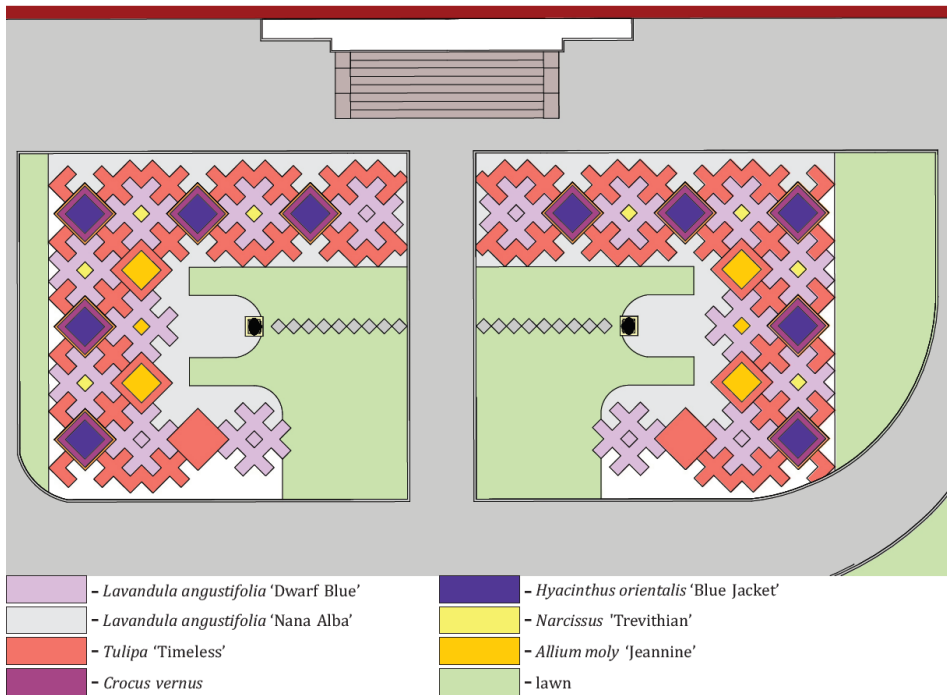 – Lavandula angustifolia ‘Dwarf Blue’
– Lavandula angustifolia ‘Nana Alba’
– Tulipa ‘Timeless’
– Crocus vernus
– Hyacinthus orientalis ‘Blue Jacket’
– Narcissus 'Trevithian’
– Allium moly ‘Jeannine’
– lawn